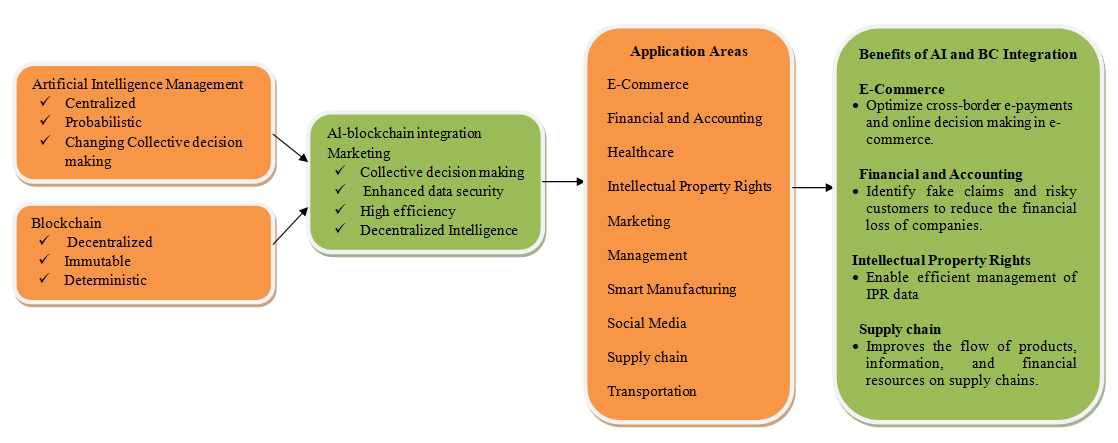 Artificial Intelligence Management
✓ Centralized
✓ Probabilistic
✓ Changing Collective decision
making
Blockchain
✓ Decentralized
✓ Immutable
✓ Deterministic
AI-blockchain integration
Marketing
✓ Collective decision making
✓ Enhanced data security
✓ High efficiency
✓ Decentralized Intelligence
Application Areas
E-Commerce
Financial and Accounting
Healthcare
Intellectual Property Rights
Marketing
Management
Smart Manufacturing
Social Media
Supply chain
Transportation
Benefits of AI and BC Integration
E-Commerce
• Optimize cross-border e-payments
and online decision making in e-
commerce.
Financial and Accounting
• Identify fake claims and risky
customers to reduce the financial
loss of companies.
Intellectual Property Rights
• Enable efficient management of
IPR data
Supply chain
• Improves the flow of products,
information, and financial
resources on supply chains.